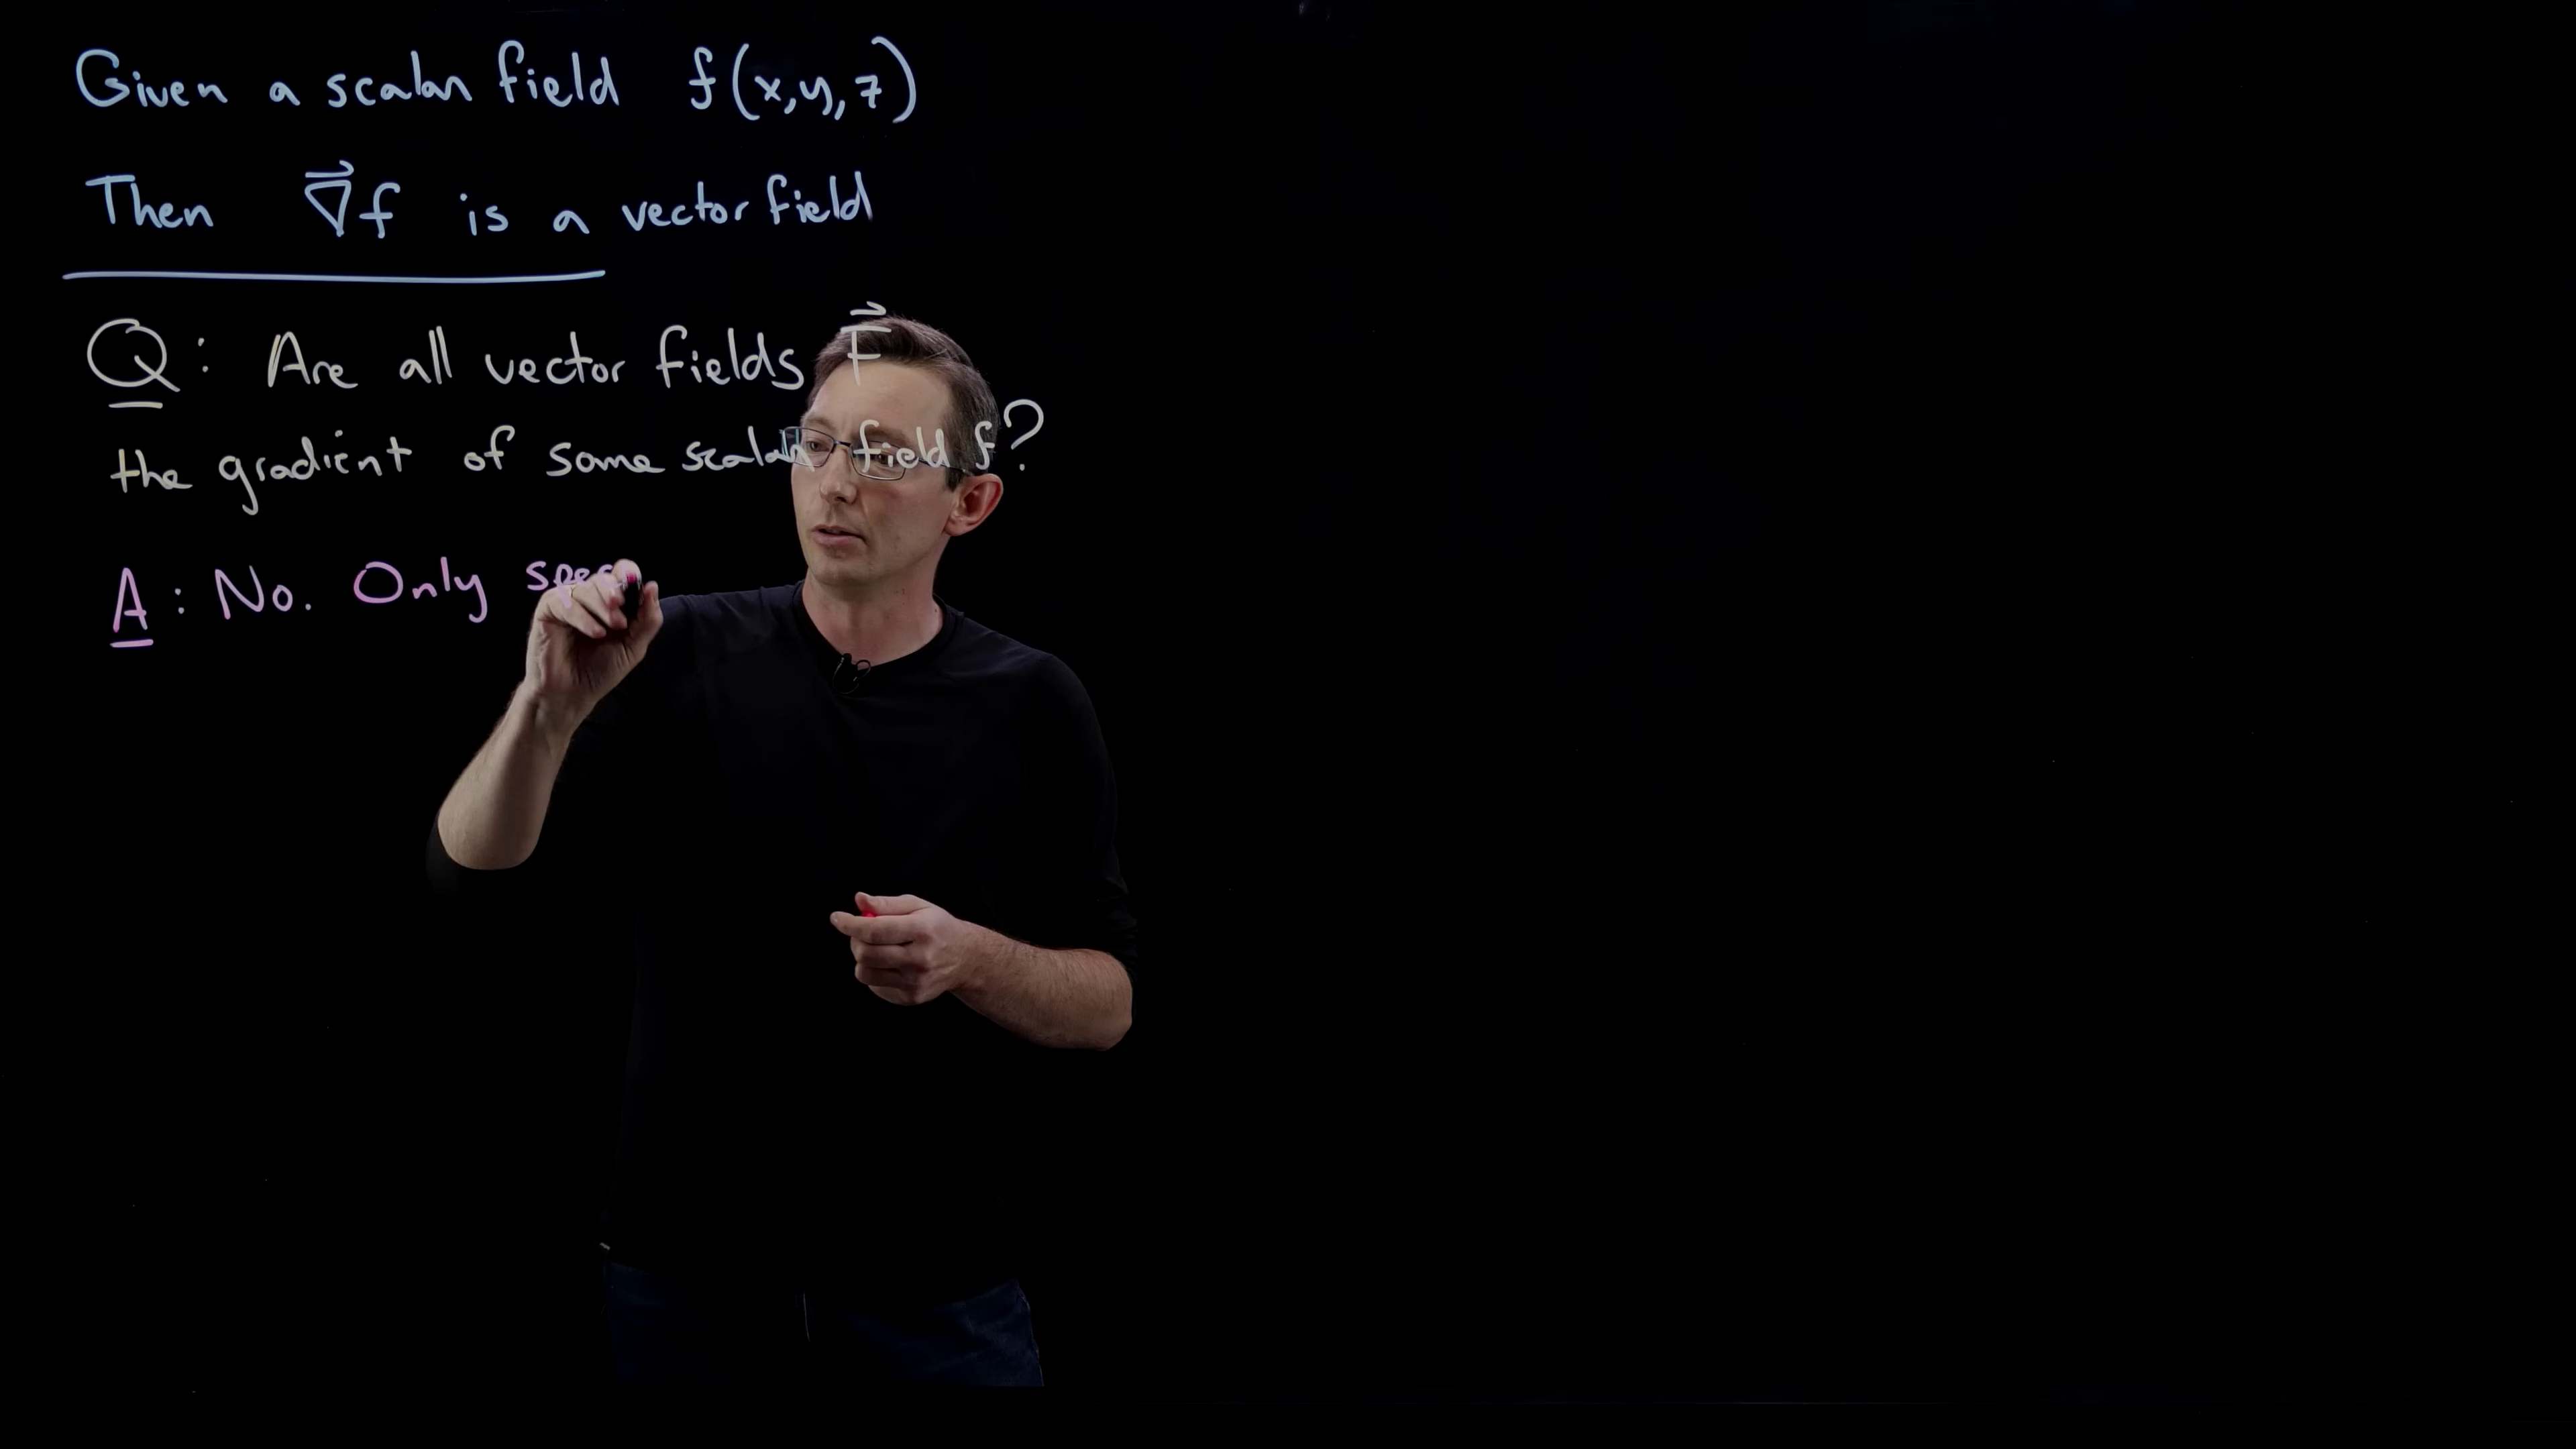 Given a scalar field f(x,y,z)
Then ∇⃗f is a vector field
Q: Are all vector fields F⃗
the gradient of some scalar field f?
A: No. Only spec